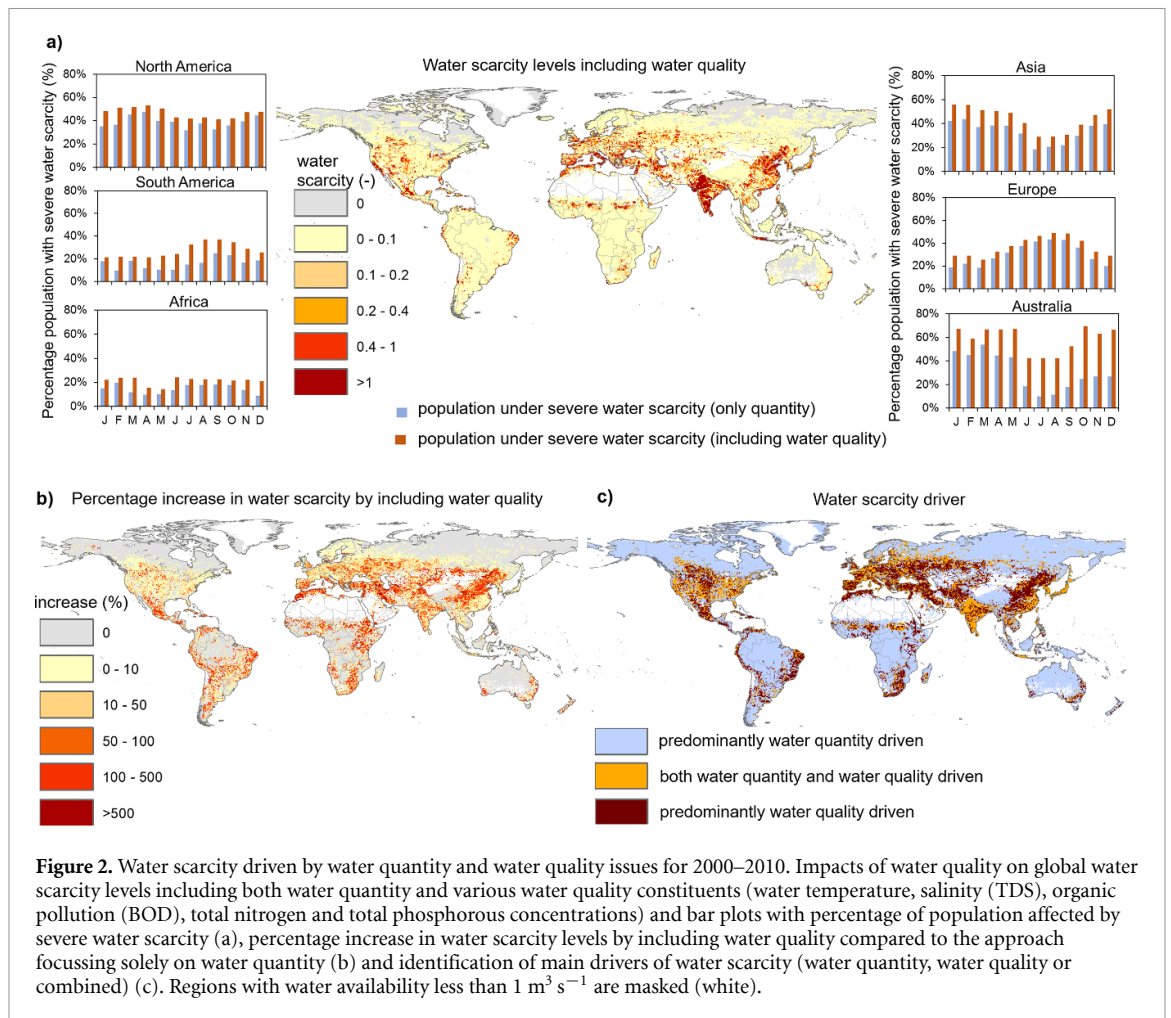 a)
Percentage population with severe water scarcity (%)
North America
80%
60%
40%
20%
0%
South America
80%
60%
40%
20%
0%
Africa
80%
60%
40%
20%
0%
J F M A M J J A S O N D
Water scarcity levels including water quality
water
scarcity (-)
0
0 - 0.1
0.1 - 0.2
0.2 - 0.4
0.4 - 1
>1
population under severe water scarcity (only quantity)
population under severe water scarcity (including water quality)
Percentage population with severe water scarcity (%)
Asia
80%
60%
40%
20%
0%
Europe
80%
60%
40%
20%
0%
Australia
80%
60%
40%
20%
0%
J F M A M J J A S O N D
b) Percentage increase in water scarcity by including water quality
increase (%)
0
0 - 10
10 - 50
50 - 100
100 - 500
>500
c) Water scarcity driver
predominantly water quantity driven
both water quantity and water quality driven
predominantly water quality driven
Figure 2. Water scarcity driven by water quantity and water quality issues for 2000–2010. Impacts of water quality on global water
scarcity levels including both water quantity and various water quality constituents (water temperature, salinity (TDS), organic
pollution (BOD), total nitrogen and total phosphorous concentrations) and bar plots with percentage of population affected by
severe water scarcity (a), percentage increase in water scarcity levels by including water quality compared to the approach
focussing solely on water quantity (b) and identification of main drivers of water scarcity (water quantity, water quality or
combined) (c). Regions with water availability less than 1 m³ s⁻¹ are masked (white).